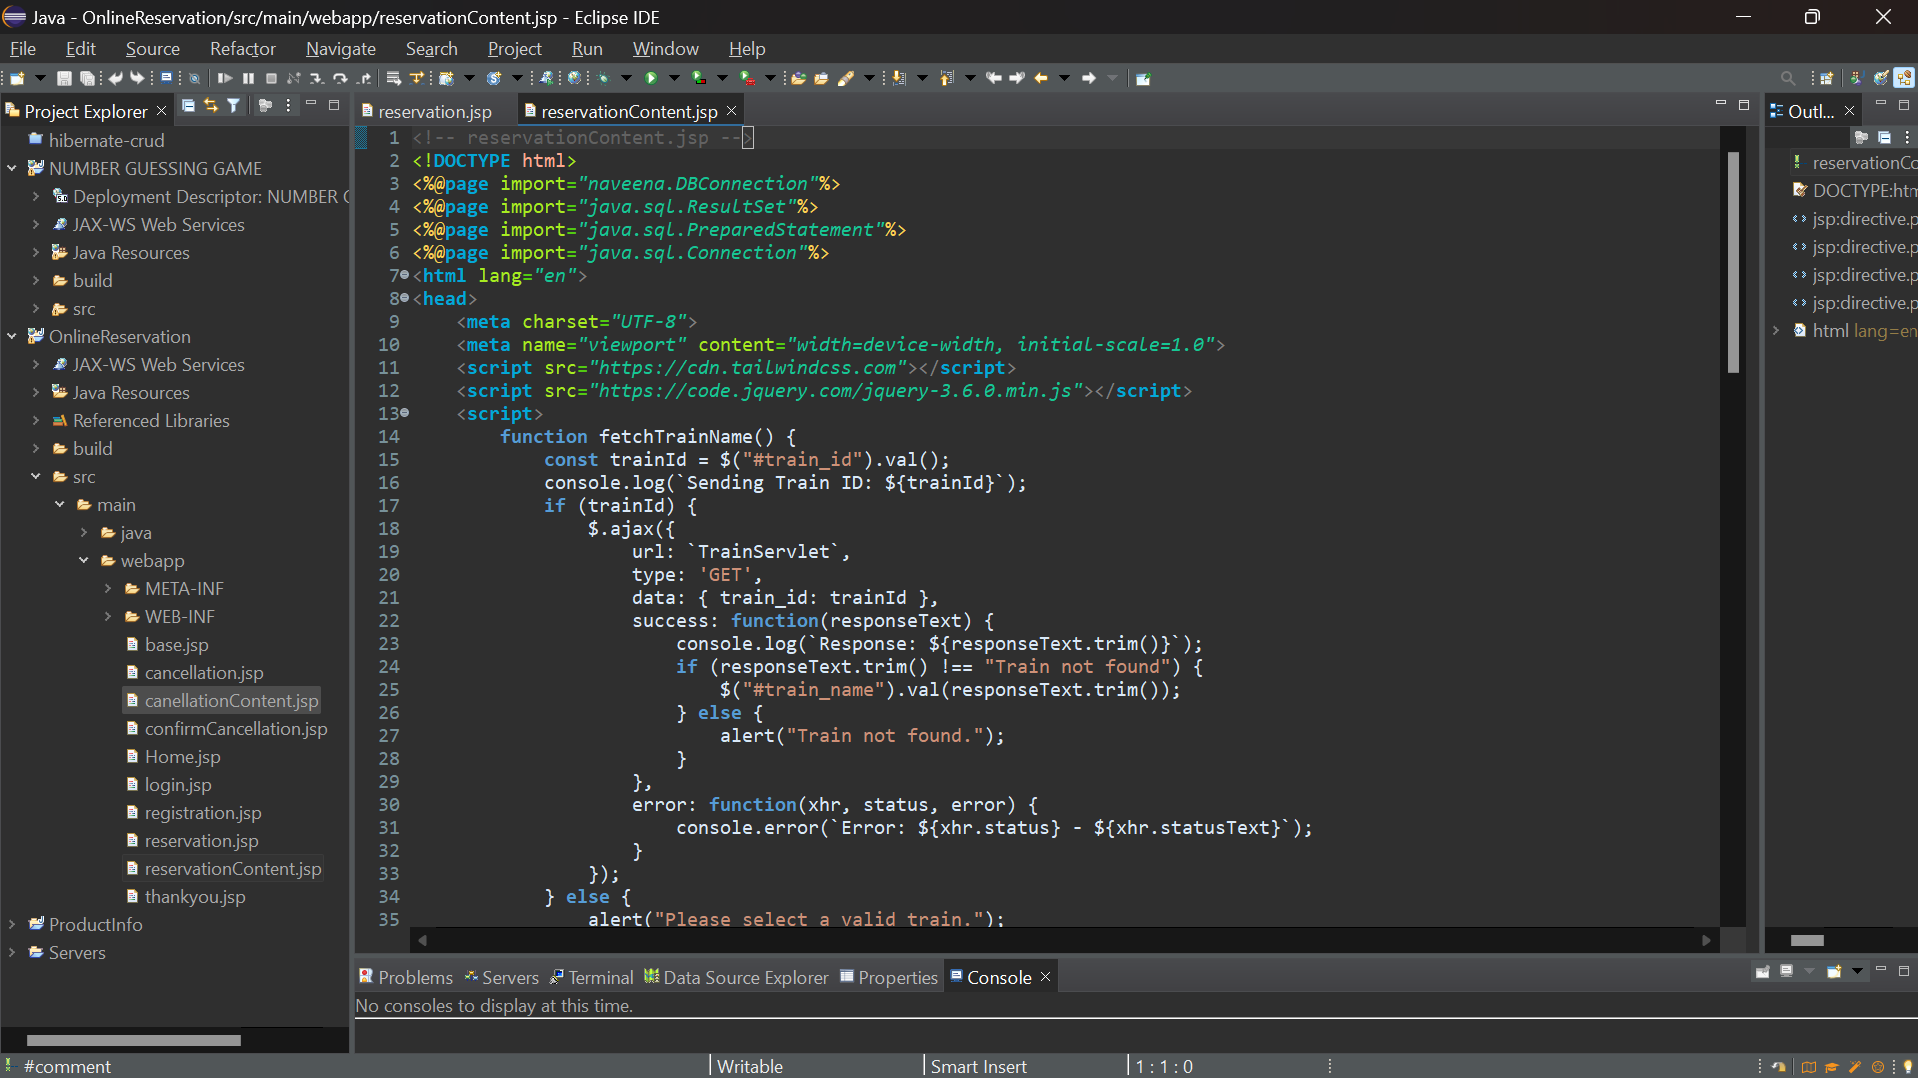 Java - OnlineReservation/src/main/webapp/reservationContent.jsp - Eclipse IDE
File Edit Source Refactor Navigate Search Project Run Window Help
Project Explorer
hibernate-crud
NUMBER GUESSING GAME
Deployment Descriptor: NUMBER
JAX-WS Web Services
Java Resources
build
src
OnlineReservation
JAX-WS Web Services
Java Resources
Referenced Libraries
build
src
main
java
webapp
META-INF
WEB-INF
base.jsp
cancellation.jsp
canellationContent.jsp
confirmCancellation.jsp
Home.jsp
login.jsp
registration.jsp
reservation.jsp
reservationContent.jsp
thankyou.jsp
ProductInfo
Servers
reservation.jsp reservationContent.jsp
1 <!-- reservationContent.jsp -->
2 <!DOCTYPE html>
3 <%@page import="naveena.DBConnection"%>
4 <%@page import="java.sql.ResultSet"%>
5 <%@page import="java.sql.PreparedStatement"%>
6 <%@page import="java.sql.Connection"%>
7 <html lang="en">
8 <head>
9 <meta charset="UTF-8">
10 <meta name="viewport" content="width=device-width, initial-scale=1.0">
11 <script src="https://cdn.tailwindcss.com"></script>
12 <script src="https://code.jquery.com/jquery-3.6.0.min.js"></script>
13 <script>
14 function fetchTrainName() {
15 const trainId = $("#train_id").val();
16 console.log(`Sending Train ID: ${trainId}`);
17 if (trainId) {
18 $.ajax({
19 url: `TrainServlet`,
20 type: 'GET',
21 data: { train_id: trainId },
22 success: function(responseText) {
23 console.log(`Response: ${responseText.trim()}`);
24 if (responseText.trim() !== "Train not found") {
25 $("#train_name").val(responseText.trim());
26 } else {
27 alert("Train not found.");
28 }
29 },
30 error: function(xhr, status, error) {
31 console.error(`Error: ${xhr.status} - ${xhr.statusText}`);
32 }
33 });
34 } else {
35 alert("Please select a valid train.");
Outl...
reservationCo
DOCTYPE:htm
jsp:directive.p
jsp:directive.p
jsp:directive.p
jsp:directive.p
html lang=en
Problems Servers Terminal Data Source Explorer Properties Console
No consoles to display at this time.
#comment Writable Smart Insert 1 : 1 : 0